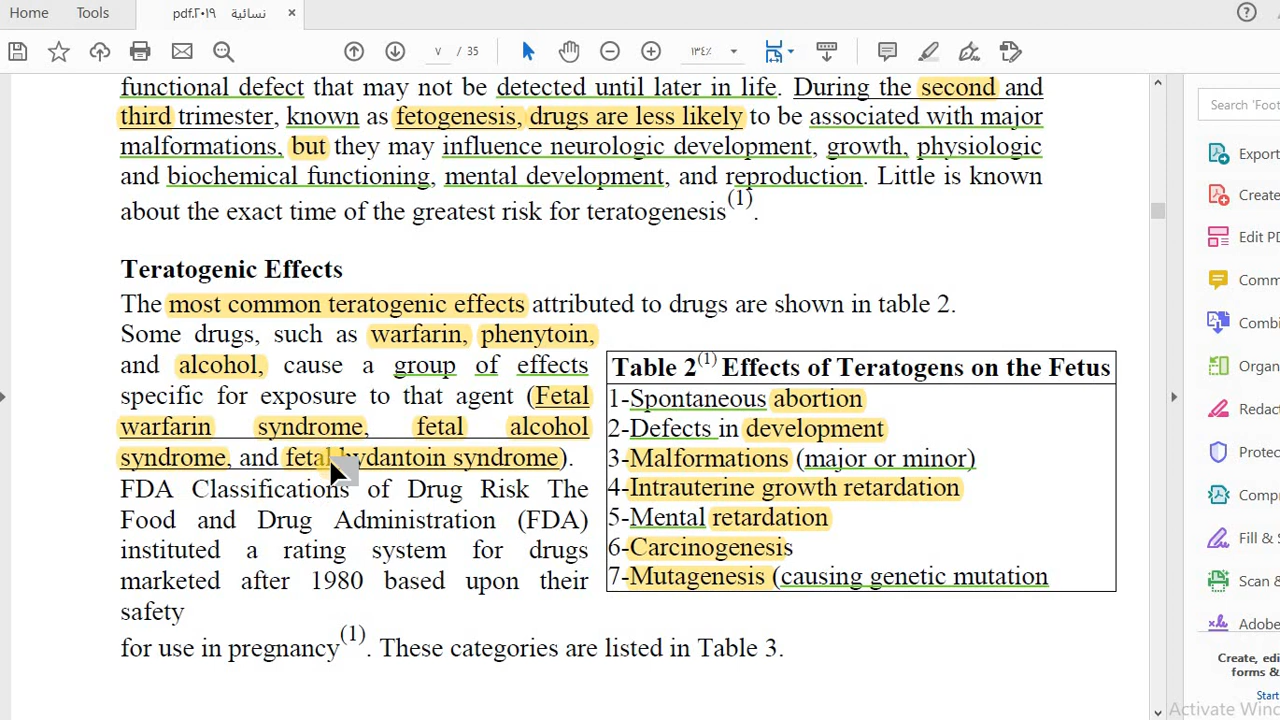 Home
Tools
نسائية ٢٠١٩.pdf
×
٧ / 35
١٣٤٪
functional defect that may not be detected until later in life. During the second and
third trimester, known as fetogenesis, drugs are less likely to be associated with major
malformations, but they may influence neurologic development, growth, physiologic
and biochemical functioning, mental development, and reproduction. Little is known
about the exact time of the greatest risk for teratogenesis(1).
Teratogenic Effects
The most common teratogenic effects attributed to drugs are shown in table 2.
Some drugs, such as warfarin, phenytoin,
and alcohol, cause a group of effects
specific for exposure to that agent (Fetal
warfarin syndrome, fetal alcohol
syndrome, and fetal hydantoin syndrome).
FDA Classifications of Drug Risk The
Food and Drug Administration (FDA)
instituted a rating system for drugs
marketed after 1980 based upon their
safety
for use in pregnancy(1). These categories are listed in Table 3.
Table 2(1) Effects of Teratogens on the Fetus
1-Spontaneous abortion
2-Defects in development
3-Malformations (major or minor)
4-Intrauterine growth retardation
5-Mental retardation
6-Carcinogenesis
7-Mutagenesis (causing genetic mutation
Search 'Foot
Export
Create
Edit PD
Comm
Combi
Organ
Redact
Protec
Compr
Fill & S
Scan &
Adobe
Create, edi
forms &
Start
Activate Wind